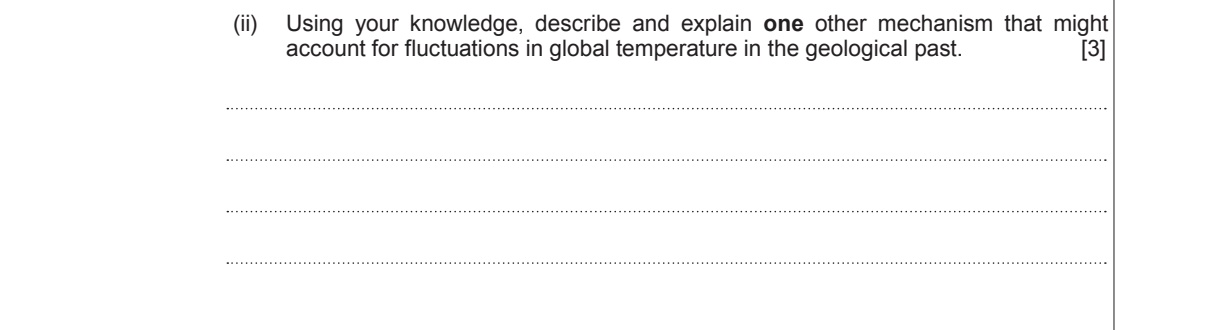 (ii) Using your knowledge, describe and explain one other mechanism that might
account for fluctuations in global temperature in the geological past. [3]